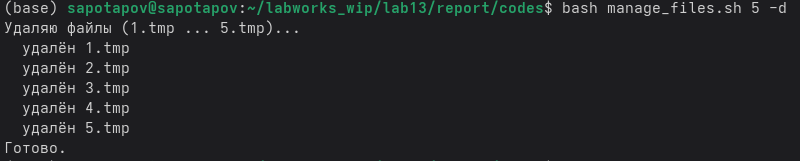 (base) sapotapov@sapotapov:~/labworks_wip/lab13/report/codes$ bash manage_files.sh 5 -d
Удаляю файлы (1.tmp ... 5.tmp)...
  удалён 1.tmp
  удалён 2.tmp
  удалён 3.tmp
  удалён 4.tmp
  удалён 5.tmp
Готово.